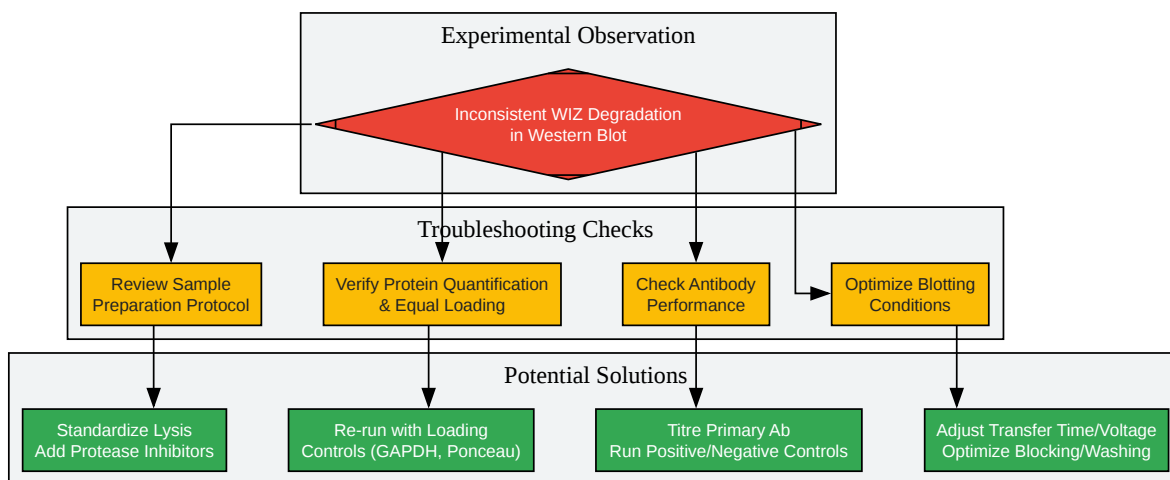 Experimental Observation
Inconsistent WIZ Degradation
in Western Blot
Troubleshooting Checks
Review Sample
Preparation Protocol
Verify Protein Quantification
& Equal Loading
Check Antibody
Performance
Optimize Blotting
Conditions
Potential Solutions
Standardize Lysis
Add Protease Inhibitors
Re-run with Loading
Controls (GAPDH, Ponceau)
Titre Primary Ab
Run Positive/Negative Controls
Adjust Transfer Time/Voltage
Optimize Blocking/Washing